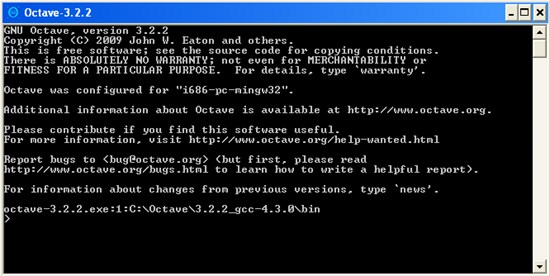 Octave-3.2.2
GNU Octave, version 3.2.2
Copyright (C) 2009 John W. Eaton and others.
This is free software; see the source code for copying conditions.
There is ABSOLUTELY NO WARRANTY; not even for MERCHANTABILITY or
FITNESS FOR A PARTICULAR PURPOSE.  For details, type `warranty'.
Octave was configured for "i686-pc-mingw32".
Additional information about Octave is available at http://www.octave.org.
Please contribute if you find this software useful.
For more information, visit http://www.octave.org/help-wanted.html
Report bugs to <bug@octave.org> (but first, please read
http://www.octave.org/bugs.html to learn how to write a helpful report).
For information about changes from previous versions, type `news'.
octave-3.2.2.exe:1:C:\Octave\3.2.2_gcc-4.3.0\bin
>